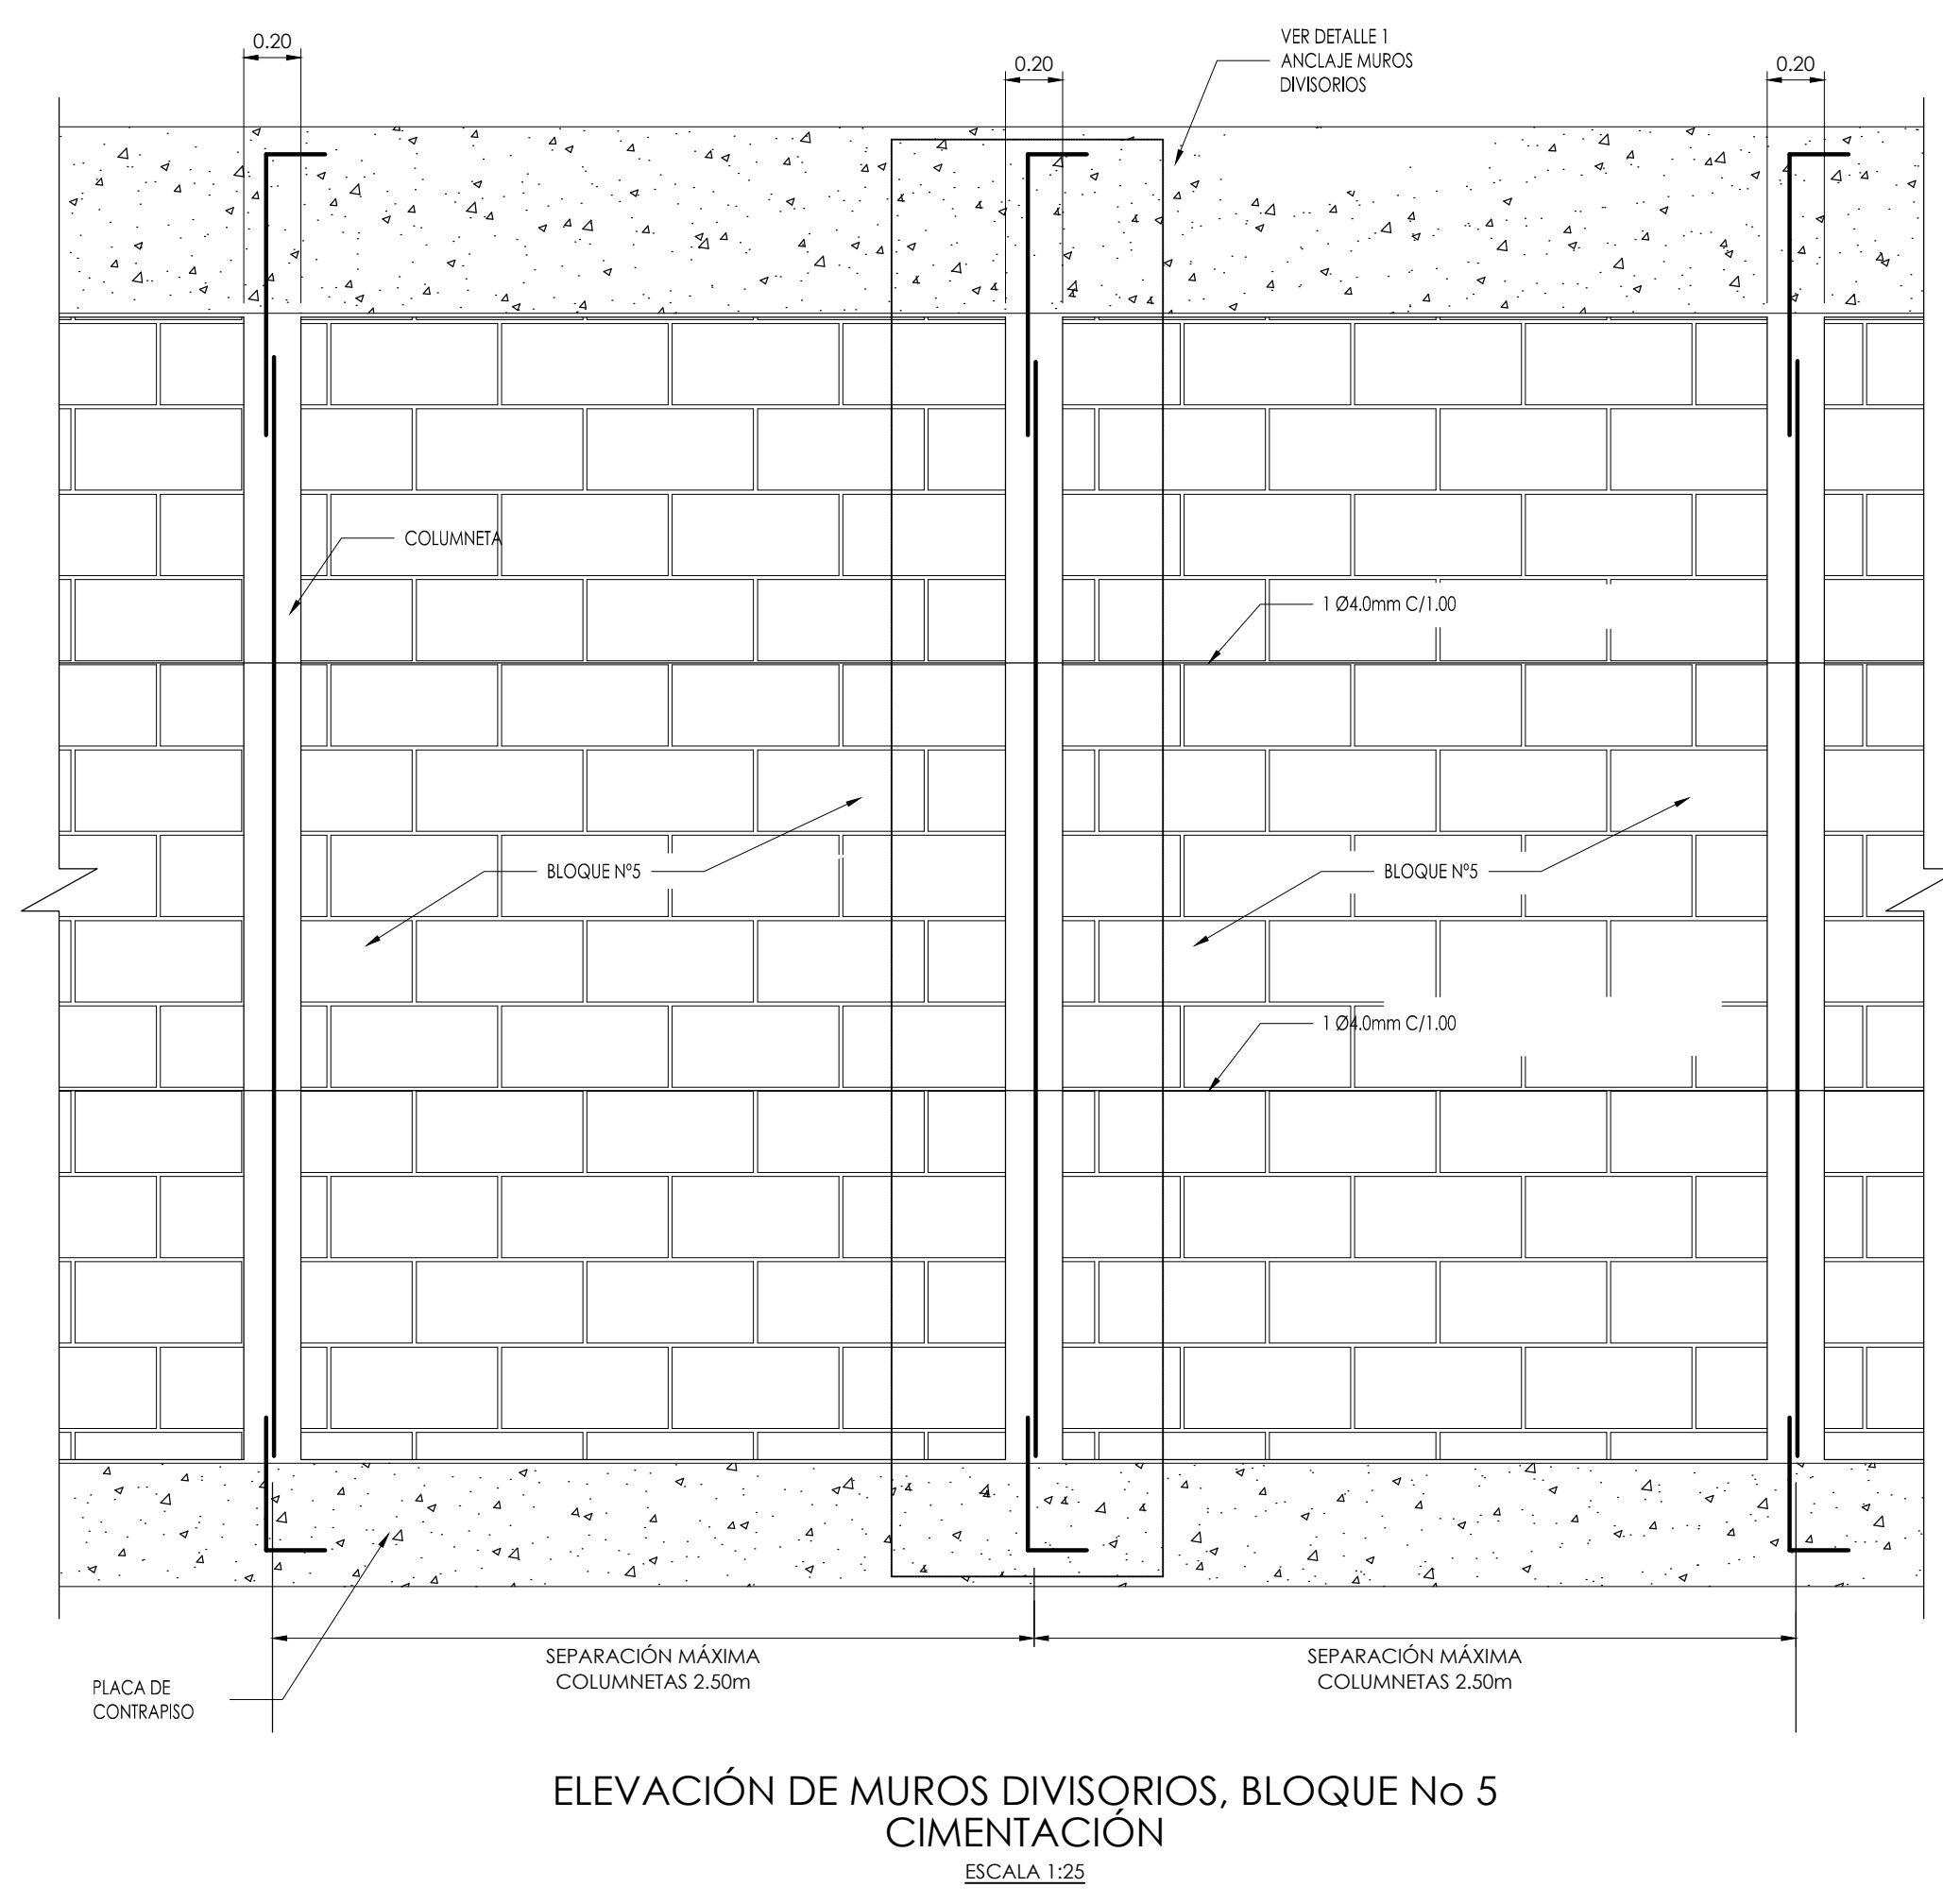 0.20
0.20
0.20
VER DETALLE 1
ANCLAJE MUROS
DIVISORIOS
COLUMNETA
1 Ø4.0mm C/1.00
BLOQUE Nº5
BLOQUE Nº5
1 Ø4.0mm C/1.00
SEPARACIÓN MÁXIMA
COLUMNETAS 2.50m
SEPARACIÓN MÁXIMA
COLUMNETAS 2.50m
PLACA DE
CONTRAPISO
ELEVACIÓN DE MUROS DIVISORIOS, BLOQUE No 5
CIMENTACIÓN
ESCALA 1:25